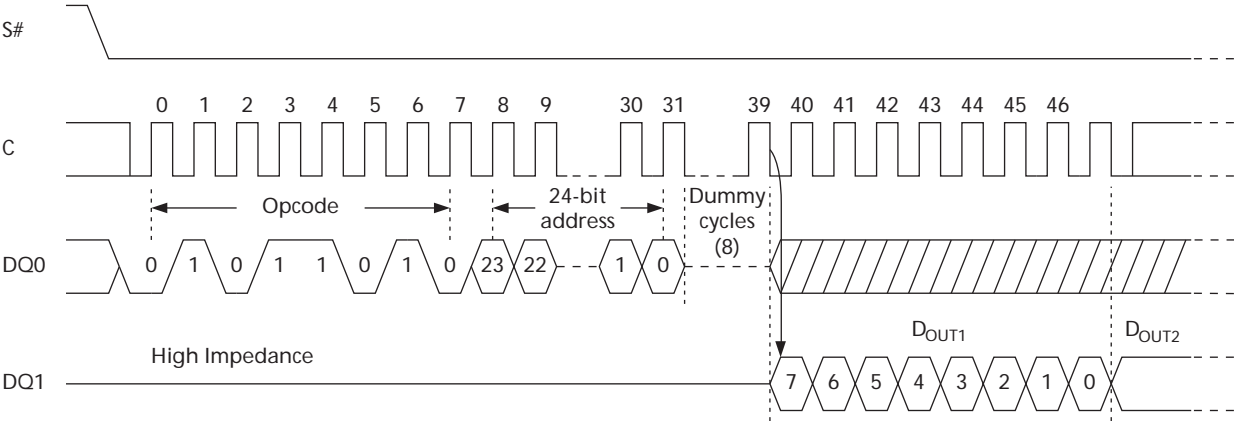 S#
0 1 2 3 4 5 6 7 8 9 30 31 39 40 41 42 43 44 45 46
C
Opcode
24-bit
address
Dummy
cycles
(8)
DQ0
0 1 0 1 1 0 1 0 23 22 1 0
High Impedance
DOUT1 DOUT2
DQ1
7 6 5 4 3 2 1 0